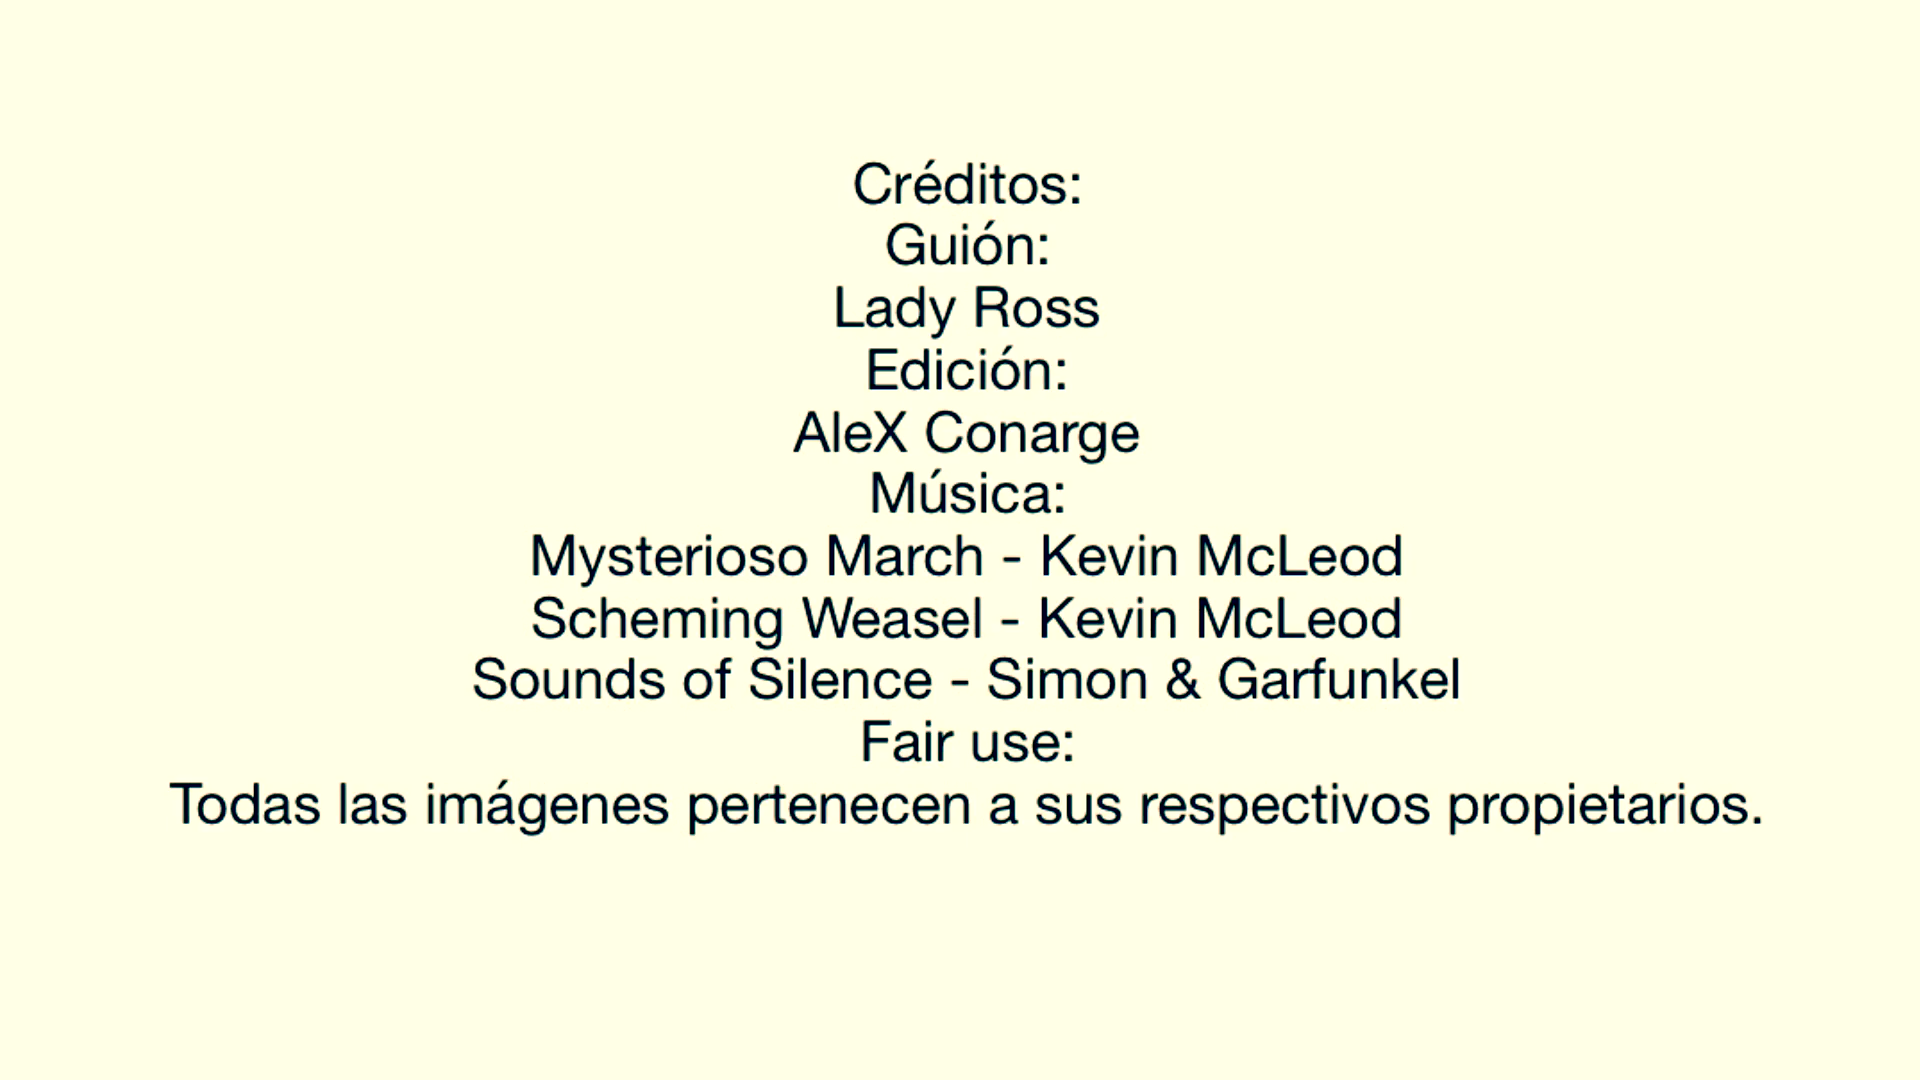 Créditos:
Guión:
Lady Ross
Edición:
AleX Conarge
Música:
Mysterioso March - Kevin McLeod
Scheming Weasel - Kevin McLeod
Sounds of Silence - Simon & Garfunkel
Fair use:
Todas las imágenes pertenecen a sus respectivos propietarios.